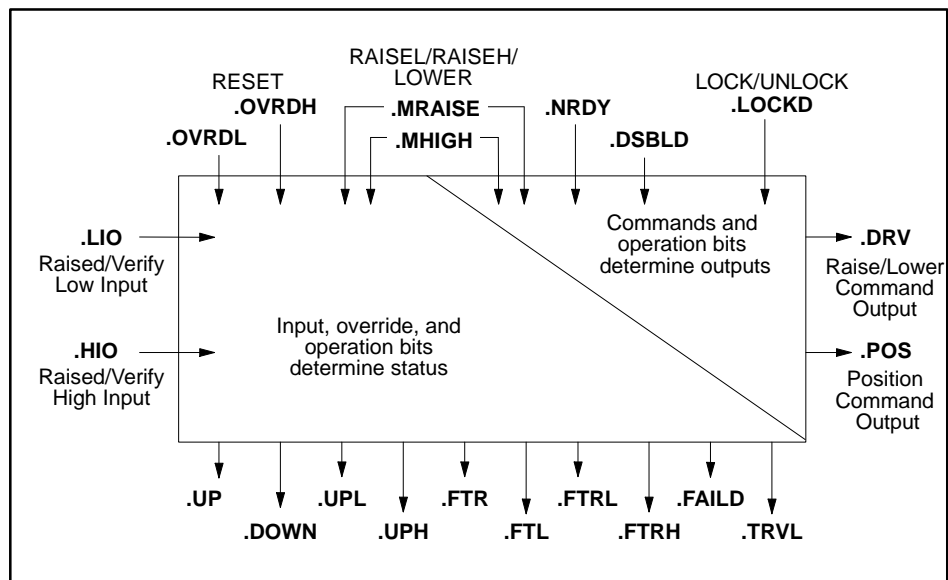 RAISEL/RAISEH/
LOWER
RESET
LOCK/UNLOCK
.OVRDH
.MRAISE
.NRDY
.LOCKD
.OVRDL
.MHIGH
.DSBLD
.LIO
Raised/Verify
Low Input
Commands and
operation bits
determine outputs
.DRV
Raise/Lower
Command
Output
Input, override, and
operation bits
determine status
.HIO
Raised/Verify
High Input
.POS
Position
Command
Output
.UP
.UPL
.FTR
.FTRL
.FAILD
.DOWN
.UPH
.FTL
.FTRH
.TRVL